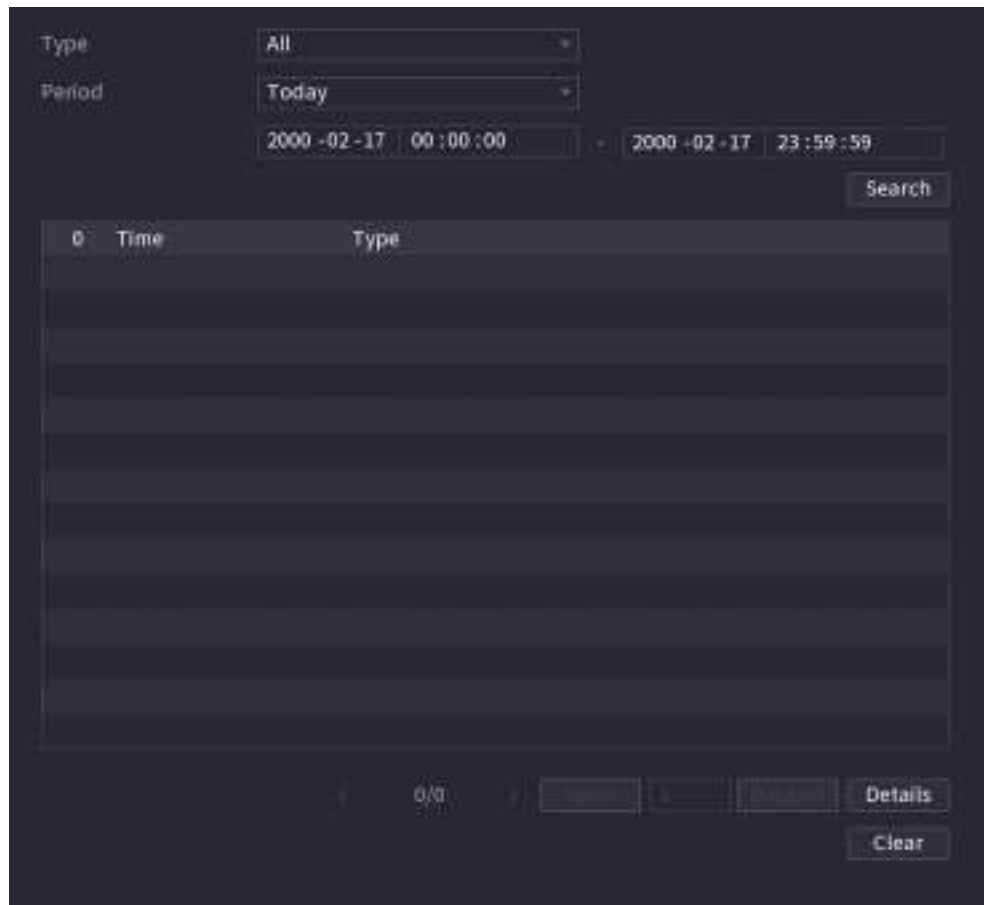 Type All
Period Today
2000 -02 -17 00 :00 :00 - 2000 -02 -17 23 :59 :59
Search
0 Time Type
0/0 Details
Clear